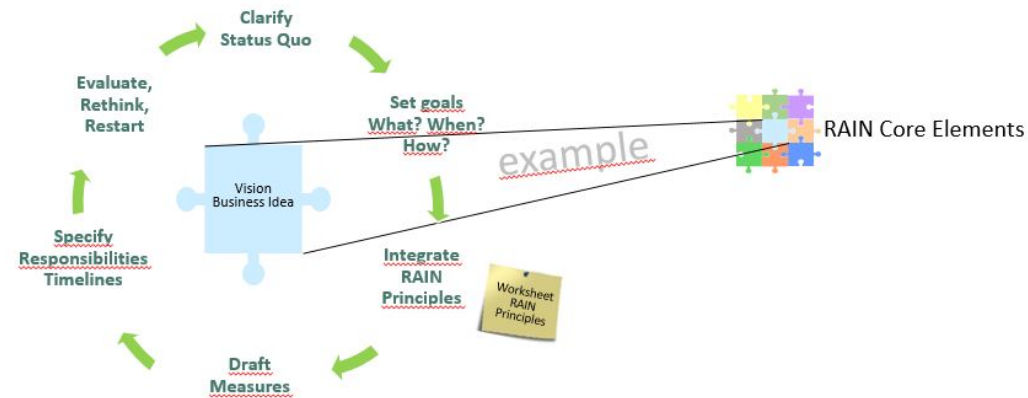 Clarify
Status Quo
Evaluate,
Rethink,
Restart
Set goals
What? When?
How?
example
RAIN Core Elements
Vision
Business Idea
Specify
Responsibilities
Timelines
Integrate
RAIN
Principles
Worksheet
RAIN
Principles
Draft
Measures